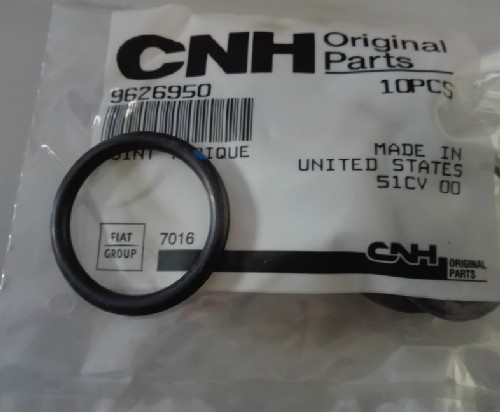 CNH Original Parts
9626950 10PCS
MADE IN
UNITED STATES
51CV 00
FIAT
GROUP
7016
CNH ORIGINAL PARTS